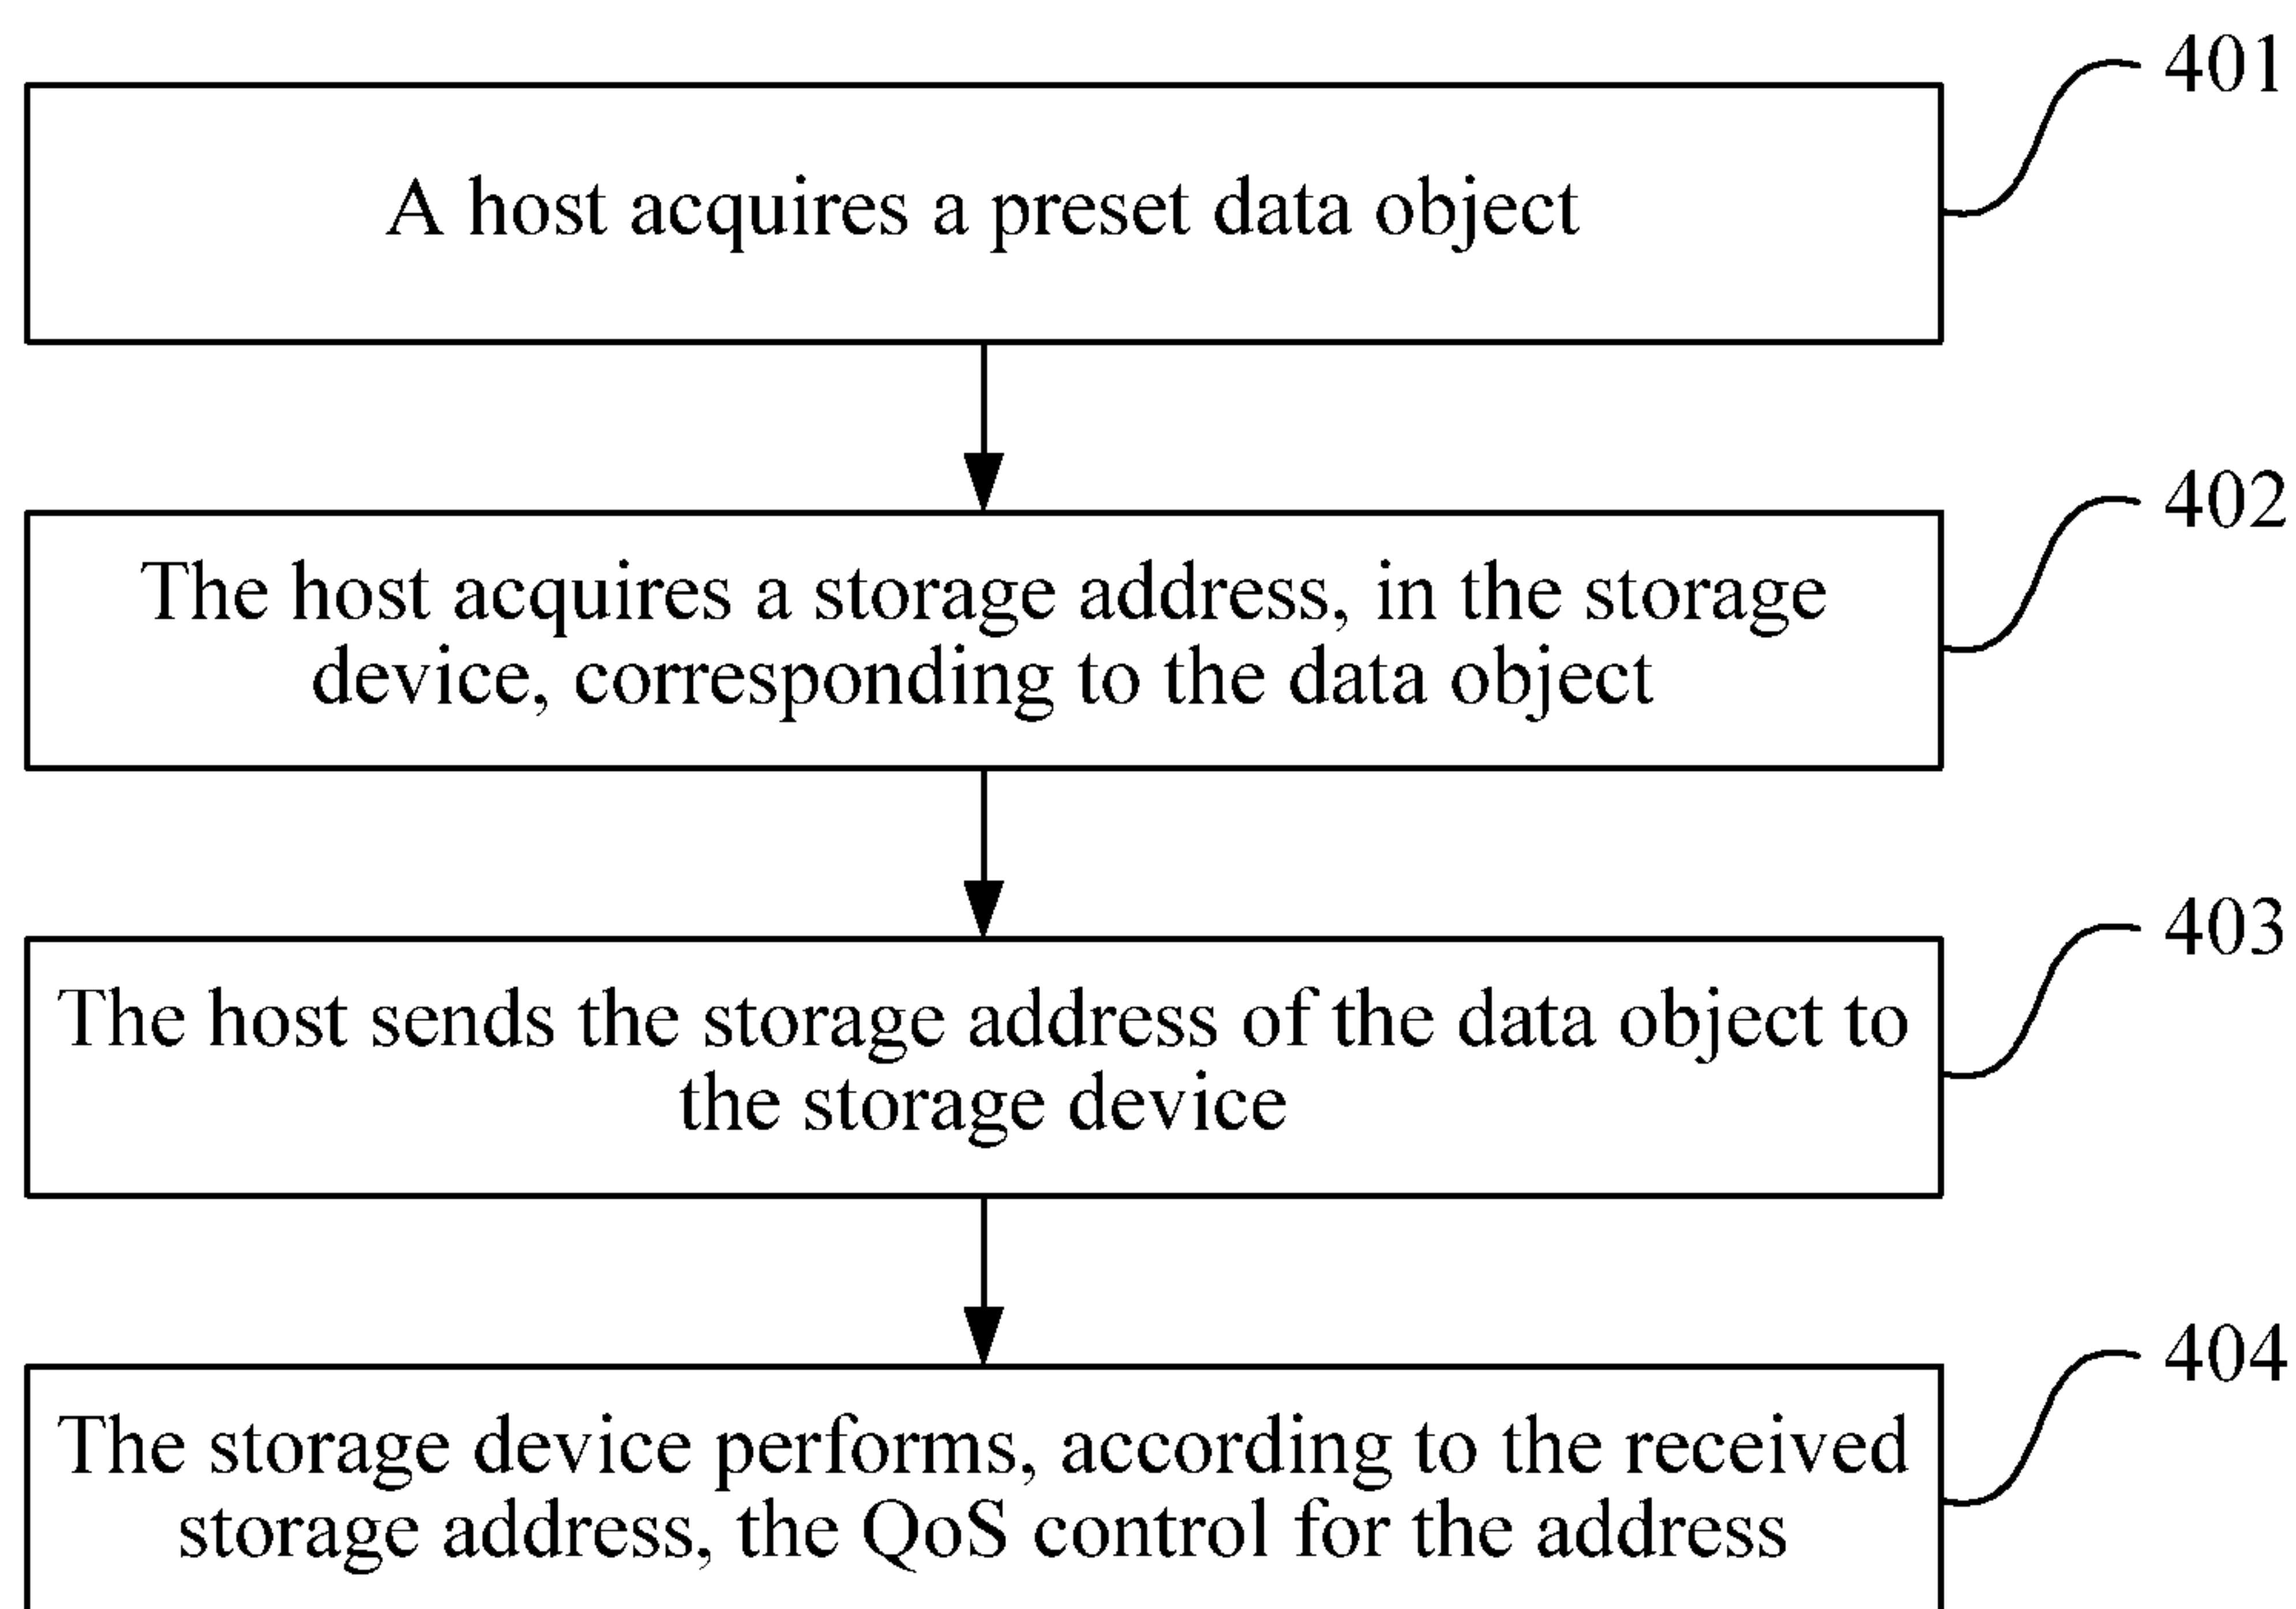 401
A host acquires a preset data object
402
The host acquires a storage address, in the storage
device, corresponding to the data object
403
The host sends the storage address of the data object to
the storage device
404
The storage device performs, according to the received
storage address, the QoS control for the address